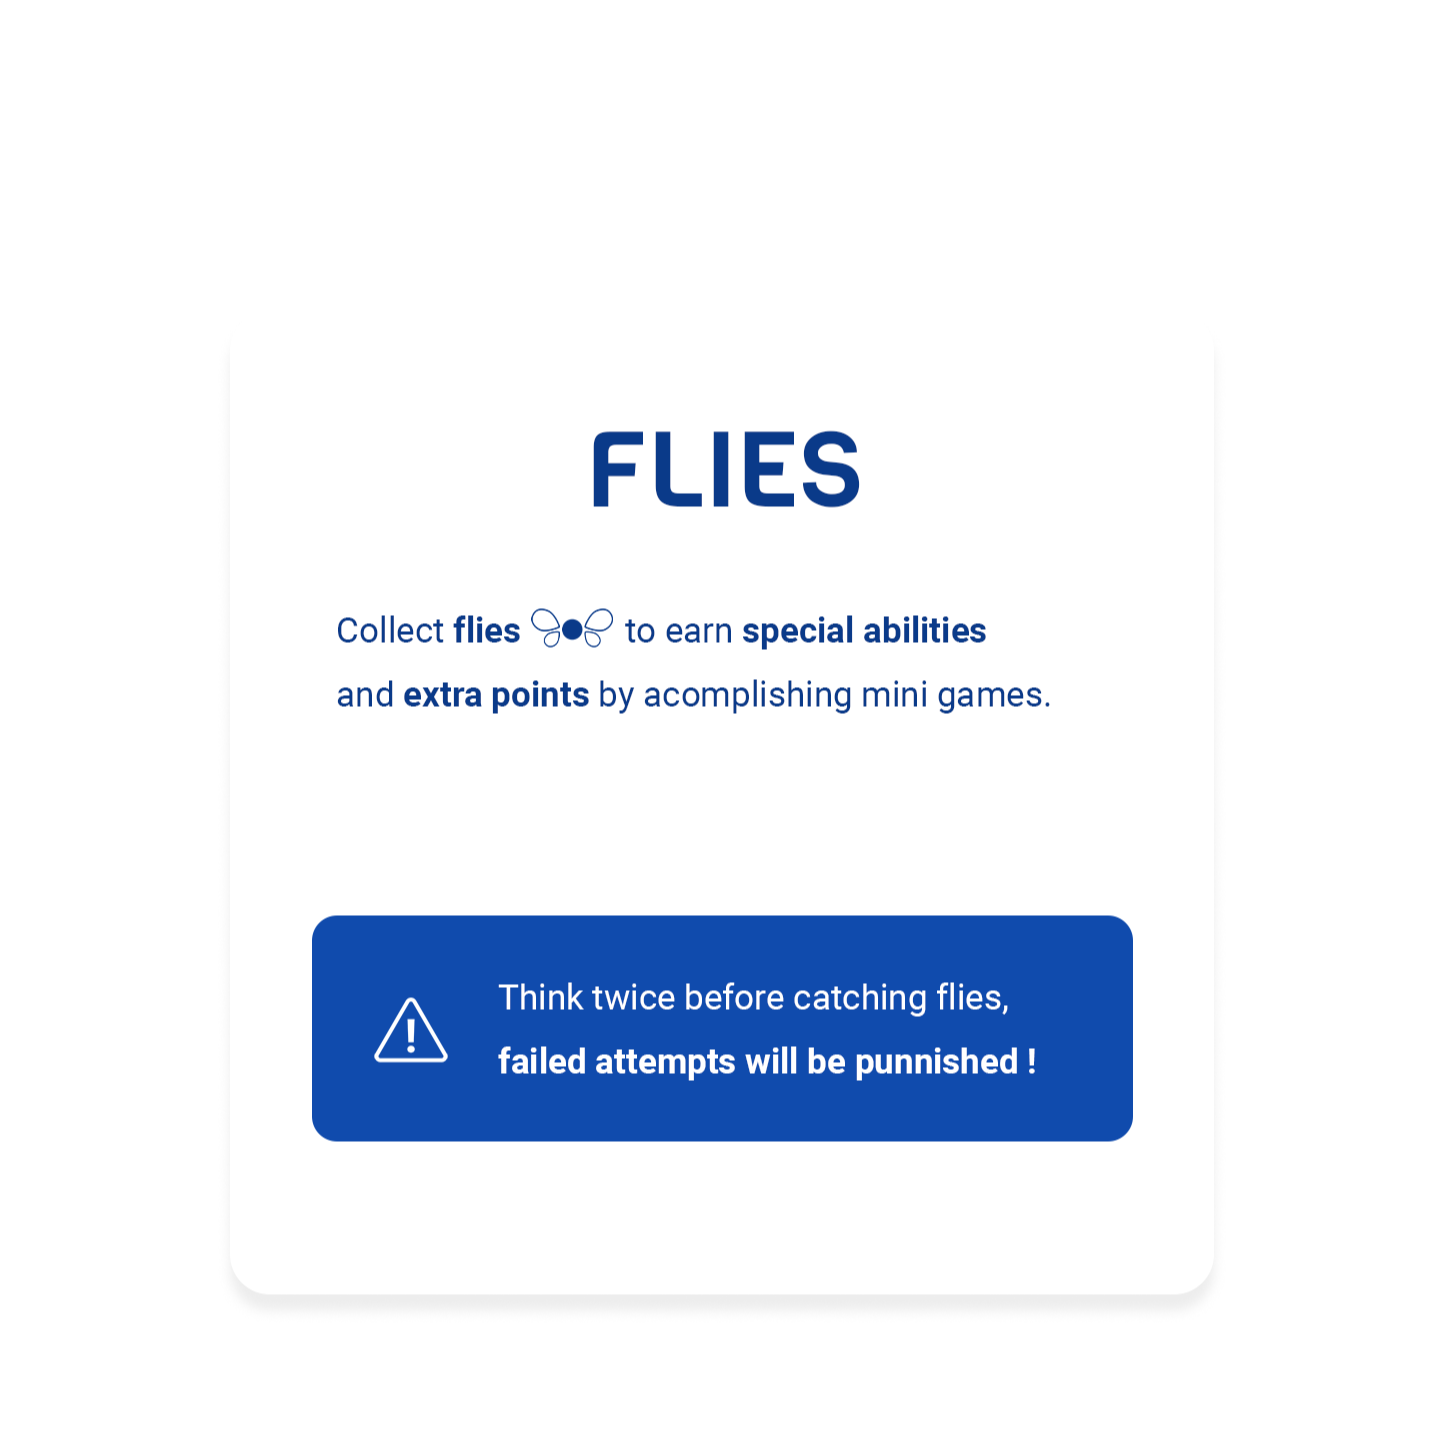 FLIES
Collect flies to earn special abilities
and extra points by acomplishing mini games.
Think twice before catching flies,
failed attempts will be punnished !